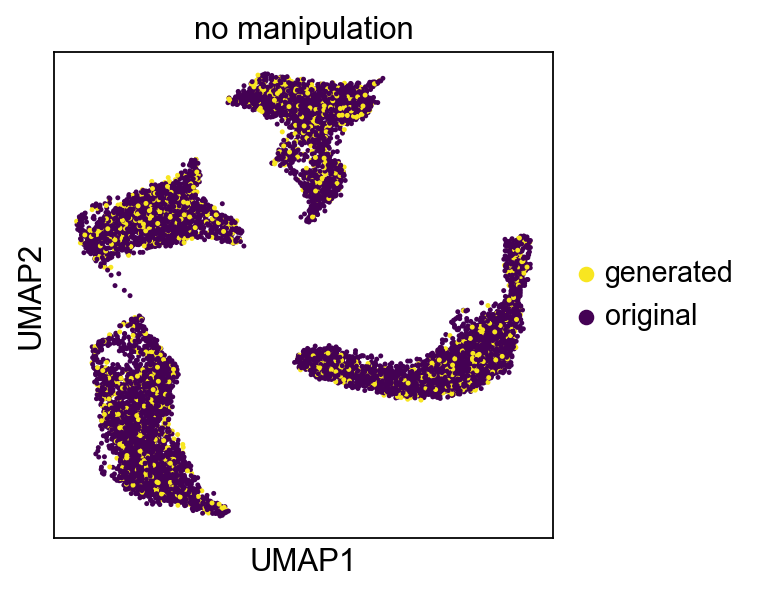 no manipulation
UMAP2
generated
original
UMAP1